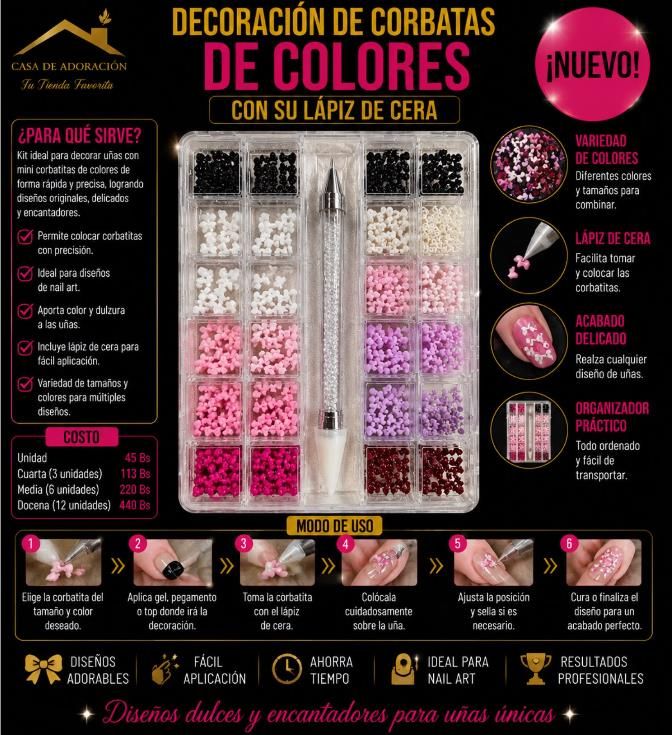 CASA DE ADORACIÓN
Tu Tienda Favorita
DECORACIÓN DE CORBATAS
DE COLORES
CON SU LÁPIZ DE CERA
¡NUEVO!
¿PARA QUÉ SIRVE?
Kit ideal para decorar uñas con
mini corbatitas de colores de
forma rápida y precisa, logrando
diseños originales, delicados
y encantadores.
Permite colocar corbatitas
con precisión.
Ideal para diseños
de nail art.
Aporta color y dulzura
a las uñas.
Incluye lápiz de cera para
fácil aplicación.
Variedad de tamaños y
colores para múltiples
diseños.
COSTO
Unidad 45 Bs
Cuarta (3 unidades) 113 Bs
Media (6 unidades) 220 Bs
Docena (12 unidades) 440 Bs
VARIEDAD
DE COLORES
Diferentes colores
y tamaños para
combinar.
LÁPIZ DE CERA
Facilita tomar
y colocar las
corbatitas.
ACABADO
DELICADO
Realza cualquier
diseño de uñas.
ORGANIZADOR
PRÁCTICO
Todo ordenado
y fácil de
transportar.
MODO DE USO
1
Elige la corbatita del
tamaño y color
deseado.
2
Aplica gel, pegamento
o top donde irá la
decoración.
3
Toma la corbatita
con el lápiz
de cera.
4
Colócala
cuidadosamente
sobre la uña.
5
Ajusta la posición
y sella si es
necesario.
6
Cura o finaliza el
diseño para un
acabado perfecto.
DISEÑOS
ADORABLES
FÁCIL
APLICACIÓN
AHORRA
TIEMPO
IDEAL PARA
NAIL ART
RESULTADOS
PROFESIONALES
Diseños dulces y encantadores para uñas únicas